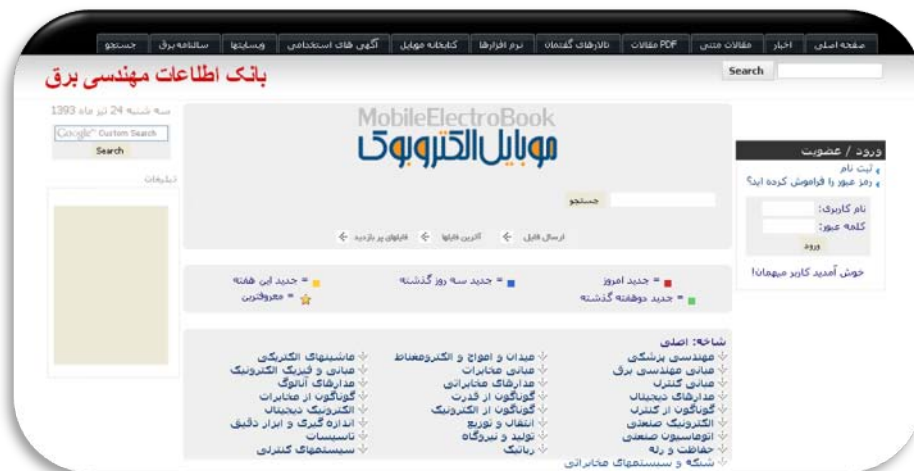 صفحه اصلی	اخبار	مقالات متنی	مقالات PDF	تالارهای گفتمان	نرم افزارها	کتابخانه موبایل	آگهی های استخدامی	وبسایتها	سالنامه برق	جستجو
Search
بانک اطلاعات مهندسی برق
سه شنبه 24 تیر ماه 1393
Google™ Custom Search
Search
تبلیغات
MobileElectroBook
موبایل الکتروبوک
جستجو
ارسال فایل	آخرین فایلها	فایلهای پر بازدید
ورود / عضویت
ثبت نام
رمز عبور را فراموش کرده اید؟
نام کاربری:
کلمه عبور:
ورود
خوش آمدید کاربر میهمان!
= جدید امروز	= جدید سه روز گذشته	= جدید این هفته
= جدید دوهفته گذشته	= معروفترین
شاخه: اصلی
مهندسی پزشکی	میدان و امواج و الکترومغناط	ماشینهای الکتریکی
مبانی مهندسی برق	مبانی مخابرات	مبانی و فیزیک الکترونیک
مبانی کنترل	مدارهای مخابراتی	مدارهای آنالوگ
مدارهای دیجیتال	گوناگون از قدرت	گوناگون از مخابرات
گوناگون از کنترل	گوناگون از الکترونیک	الکترونیک دیجیتال
الکترونیک صنعتی	انتقال و توزیع	اندازه گیری و ابزار دقیق
اتوماسیون صنعتی	تولید و نیروگاه	تاسیسات
حفاظت و رله	رباتیک	سیستمهای کنترلی
شبکه و سیستمهای مخابراتی